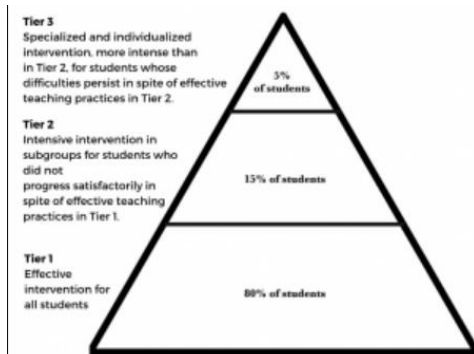 Tier 3
Specialized and individualized
intervention, more intense than
in Tier 2, for students whose
difficulties persist in spite of effective
teaching practices in Tier 2.
5%
of students
Tier 2
Intensive intervention in
subgroups for students who
did not
progress satisfactorily in
spite of effective teaching
practices in Tier 1.
15% of students
Tier 1
Effective
intervention for
all students
80% of students